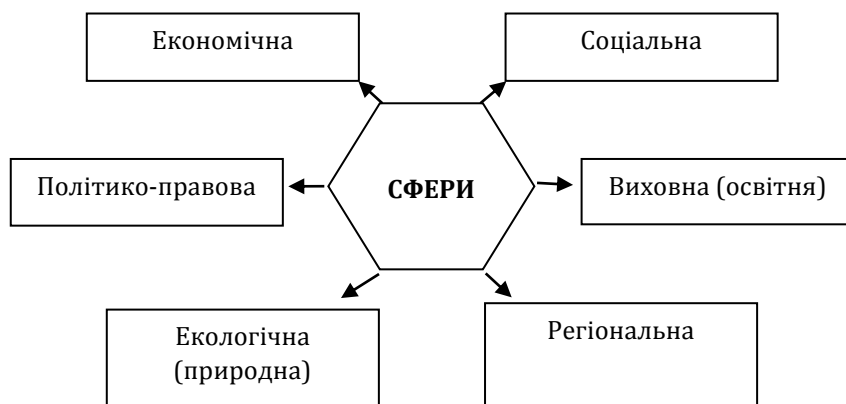 Економічна
Соціальна
Політико-правова
СФЕРИ
Виховна (освітня)
Екологічна
(природна)
Регіональна